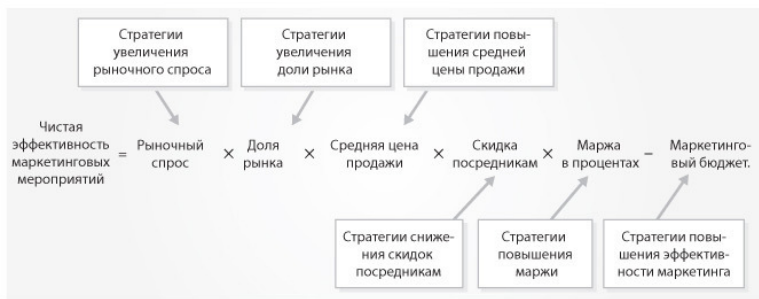 Стратегии
увеличения
рыночного спроса
Стратегии
увеличения
доли рынка
Стратегии повы-
шения средней
цены продажи
Чистая
эффективность
маркетинговых
мероприятий
=
Рыночный
спрос
×
Доля
рынка
×
Средняя цена
продажи
×
Скидка
посредникам
×
Маржа
в процентах
–
Маркетинго-
вый бюджет.
Стратегии сниже-
ния скидок
посредникам
Стратегии
повышения
маржи
Стратегии повы-
шения эффектив-
ности маркетинга